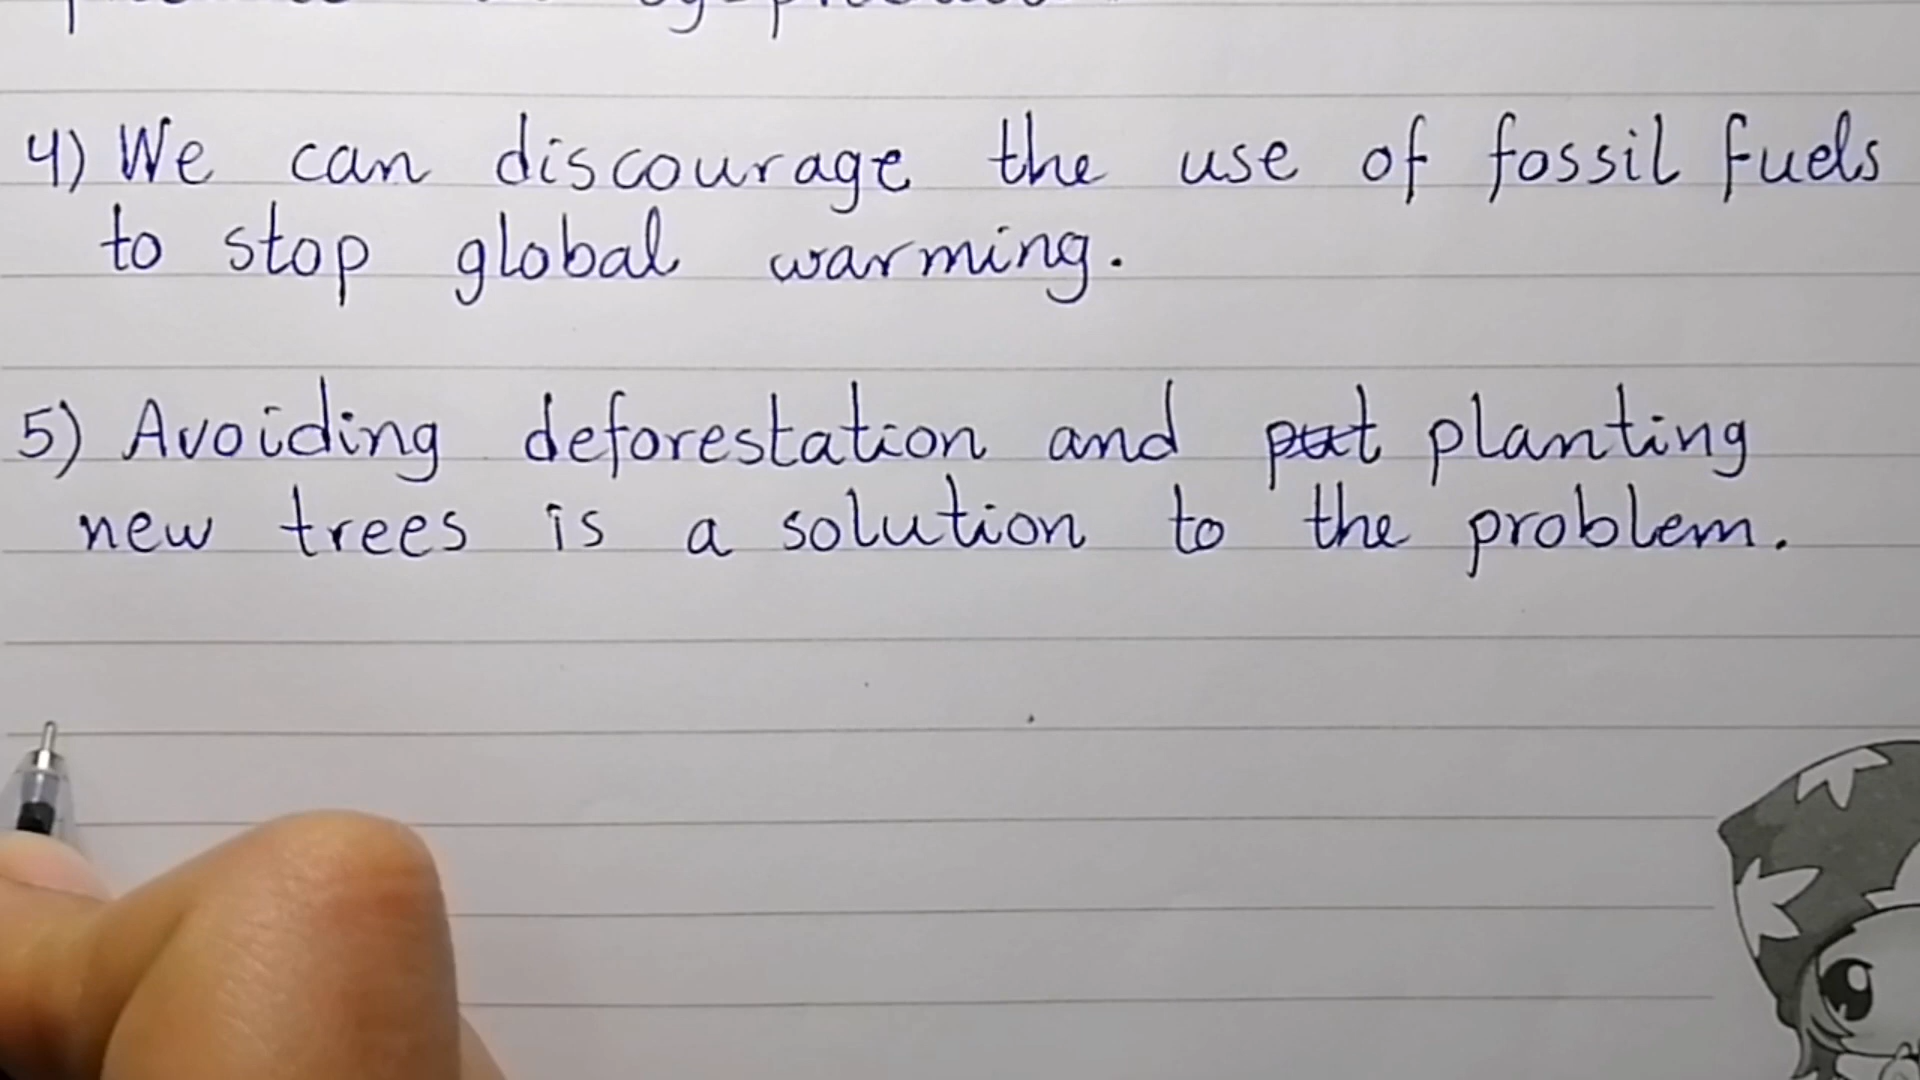 4) We can discourage the use of fossil fuels
to stop global warming.
5) Avoiding deforestation and put planting
new trees is a solution to the problem.